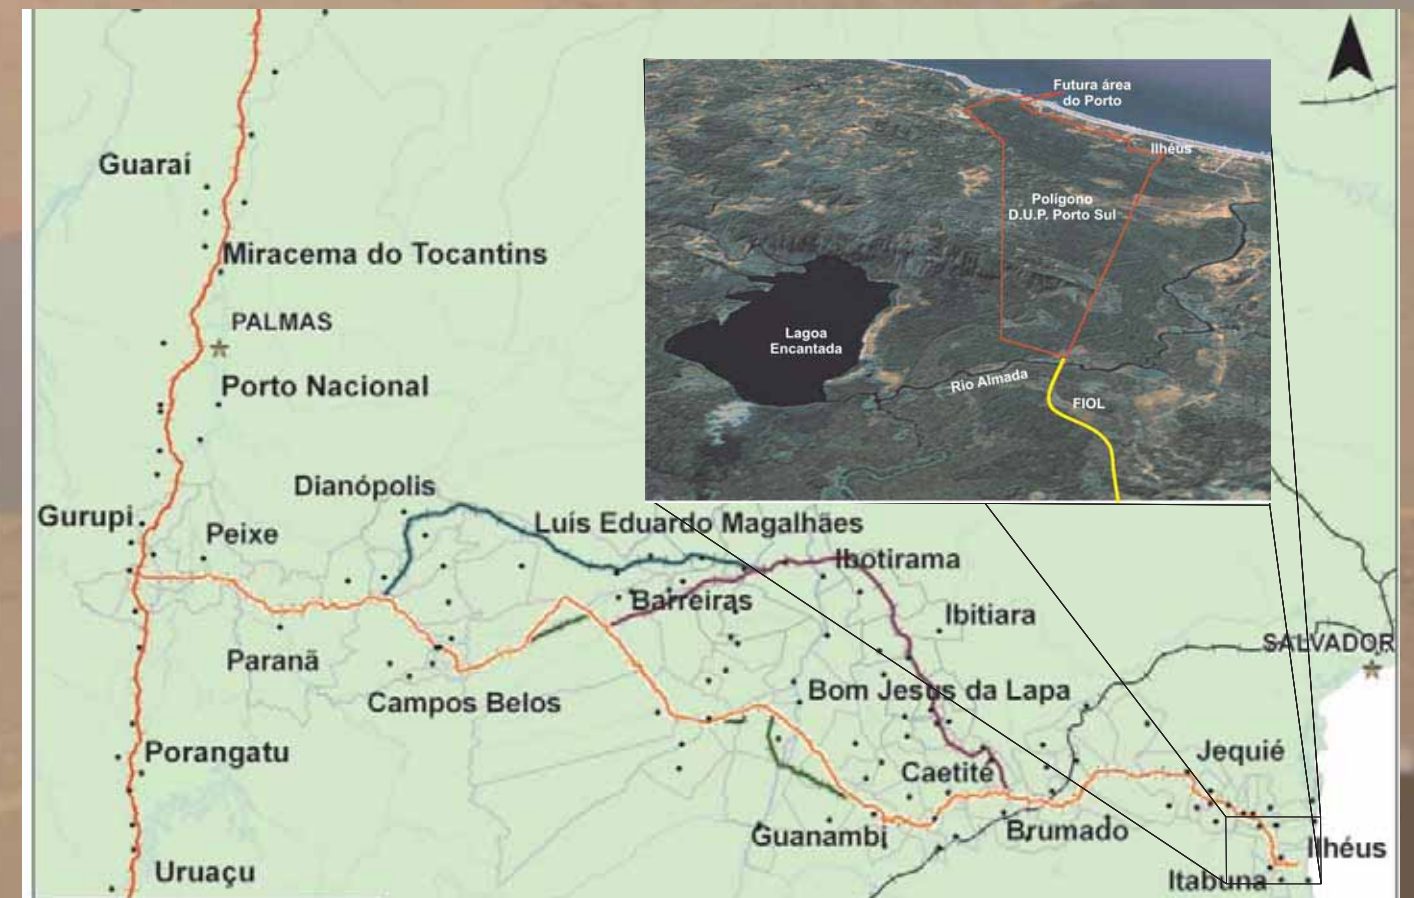 Futura área
do Porto
Ilhéus
Guaraí
Polígono
D.U.P. Porto Sul
Miracema do Tocantins
PALMAS
Lagoa
Encantada
Porto Nacional
Rio Almada
FIOL
Dianópolis
Gurupi
Luís Eduardo Magalhães
Peixe
Ibotirama
Barreiras
Ibitiara
SALVADOR
Paranã
Bom Jesus da Lapa
Campos Belos
Porangatu
Jequié
Caetité
Guanambi
Brumado
Ilhéus
Uruaçu
Itabuna